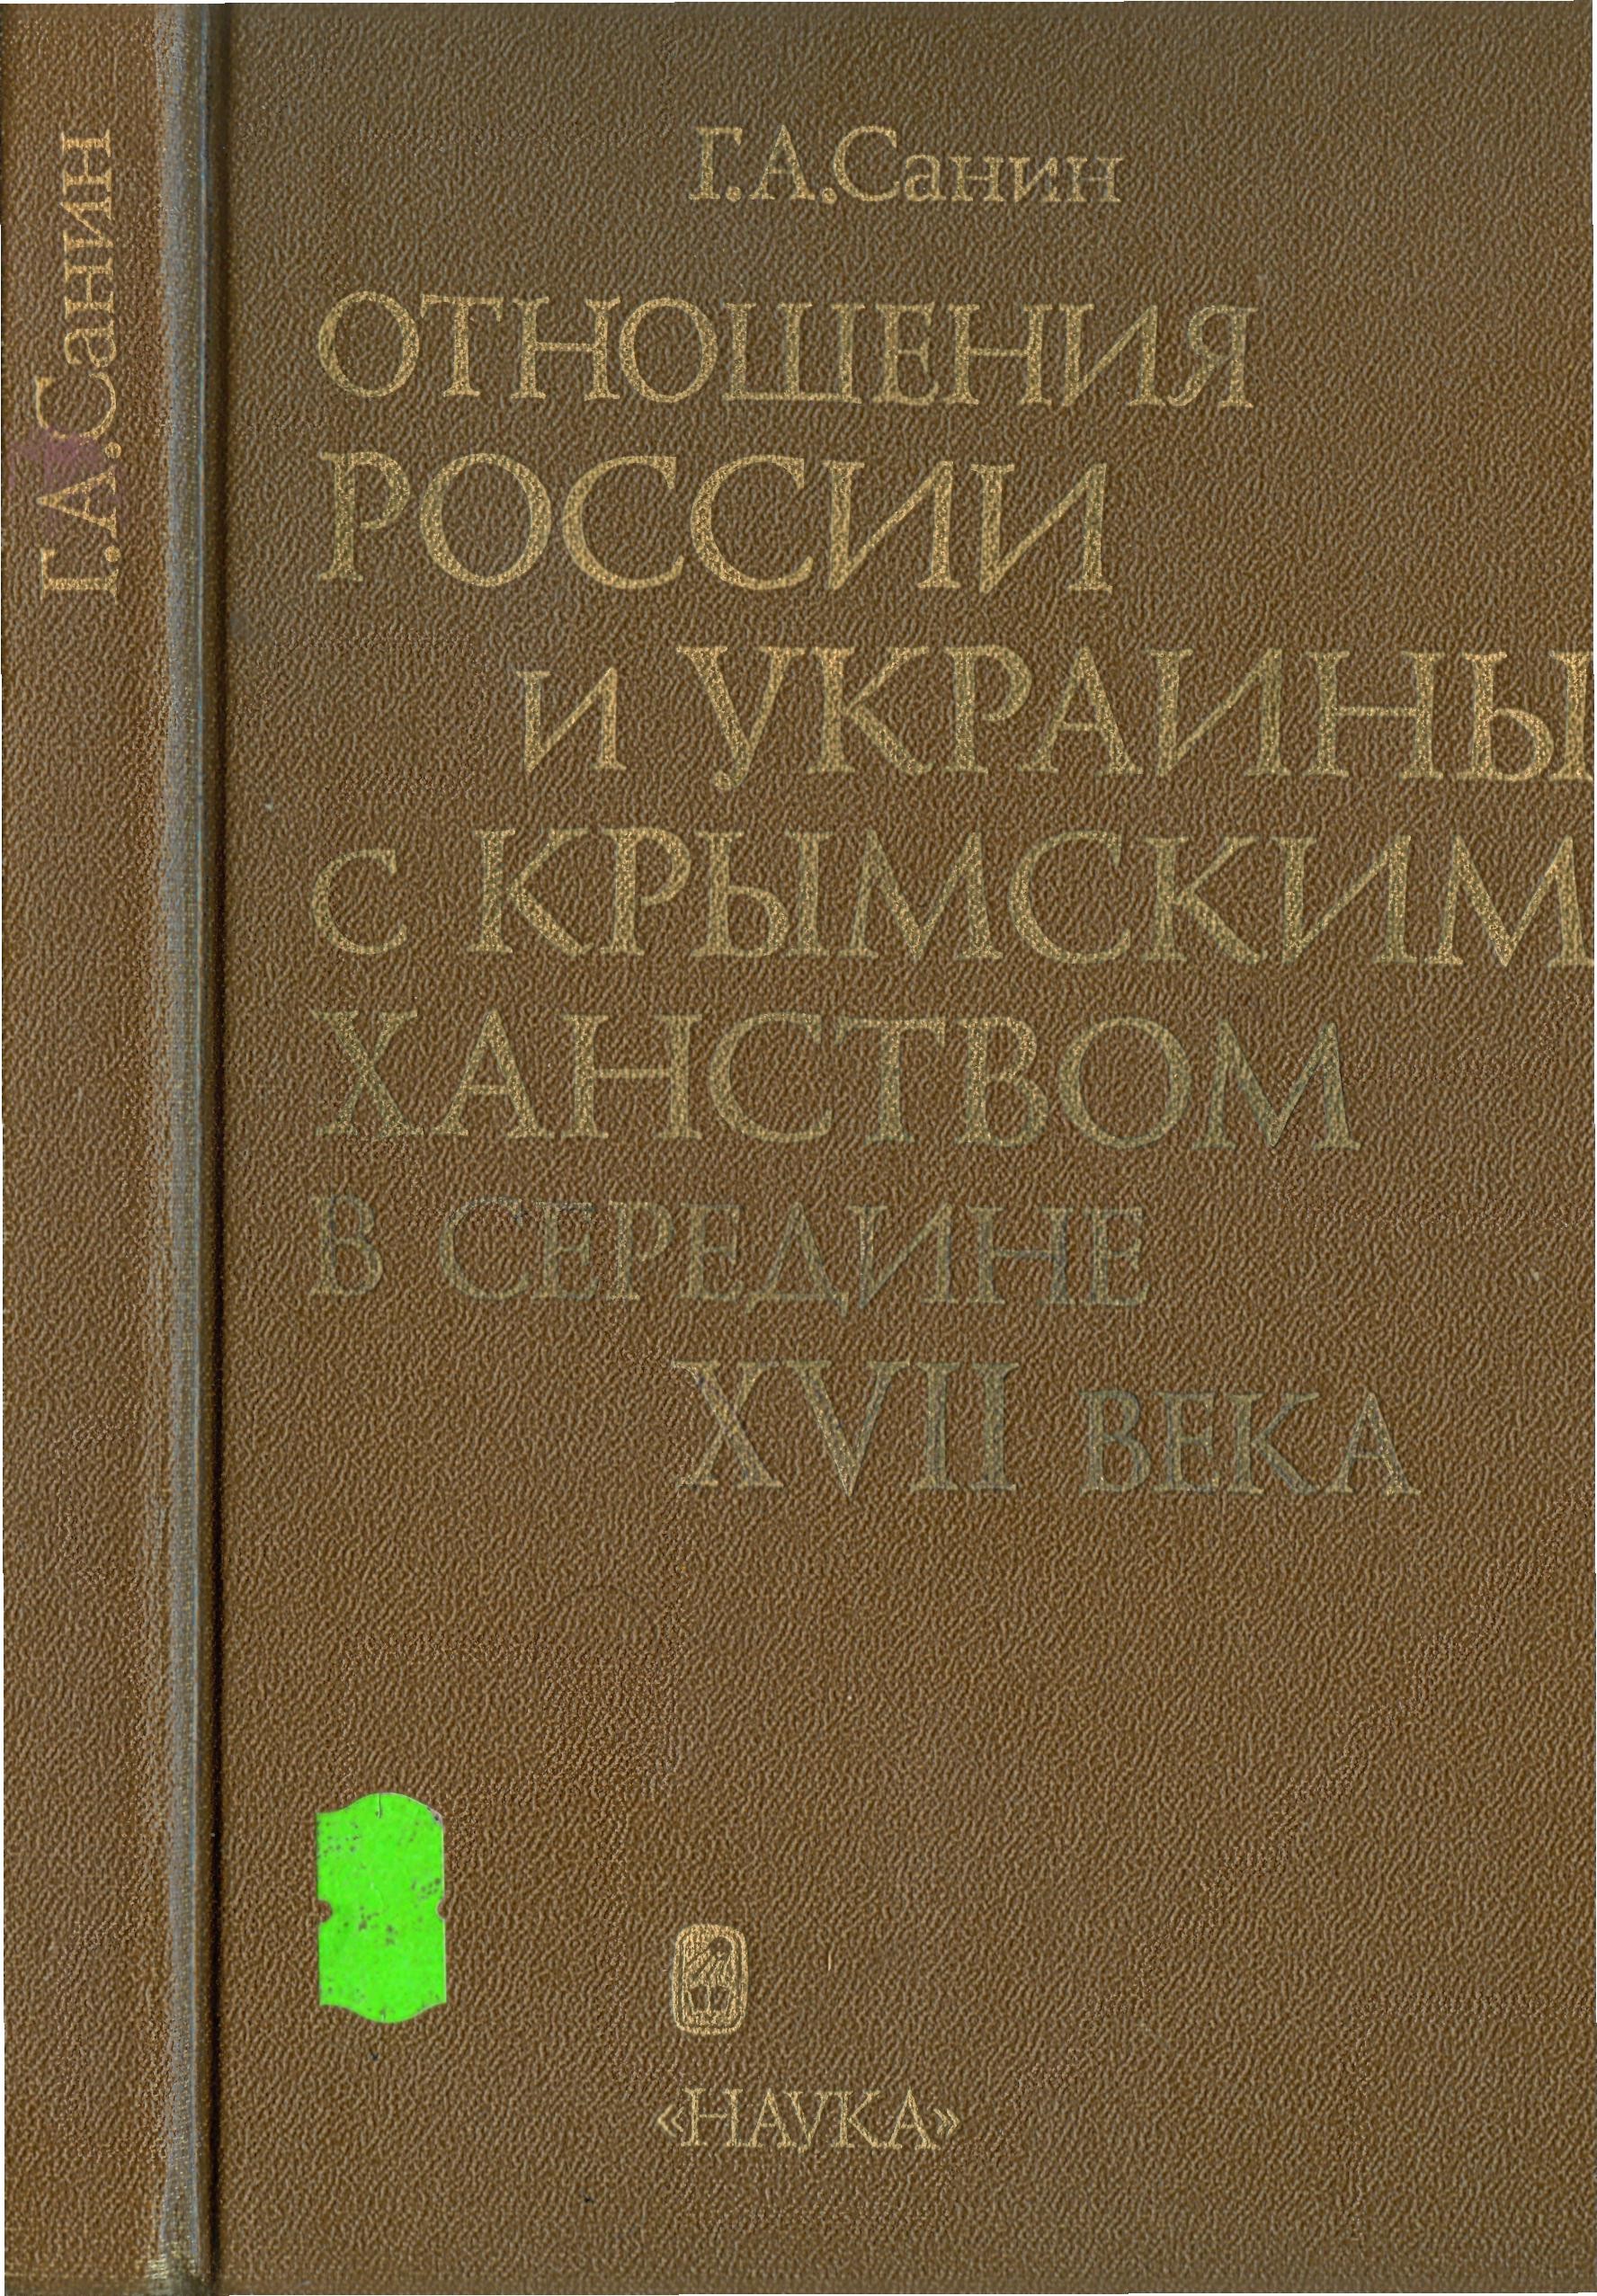 Г.А.Санин
Г.А.Санин
ОТНОШЕНИЯ
РОССИИ
И УКРАИНЫ
С КРЫМСКИМ
ХАНСТВОМ
В СЕРЕДИНЕ
XVII ВЕКА
«НАУКА»